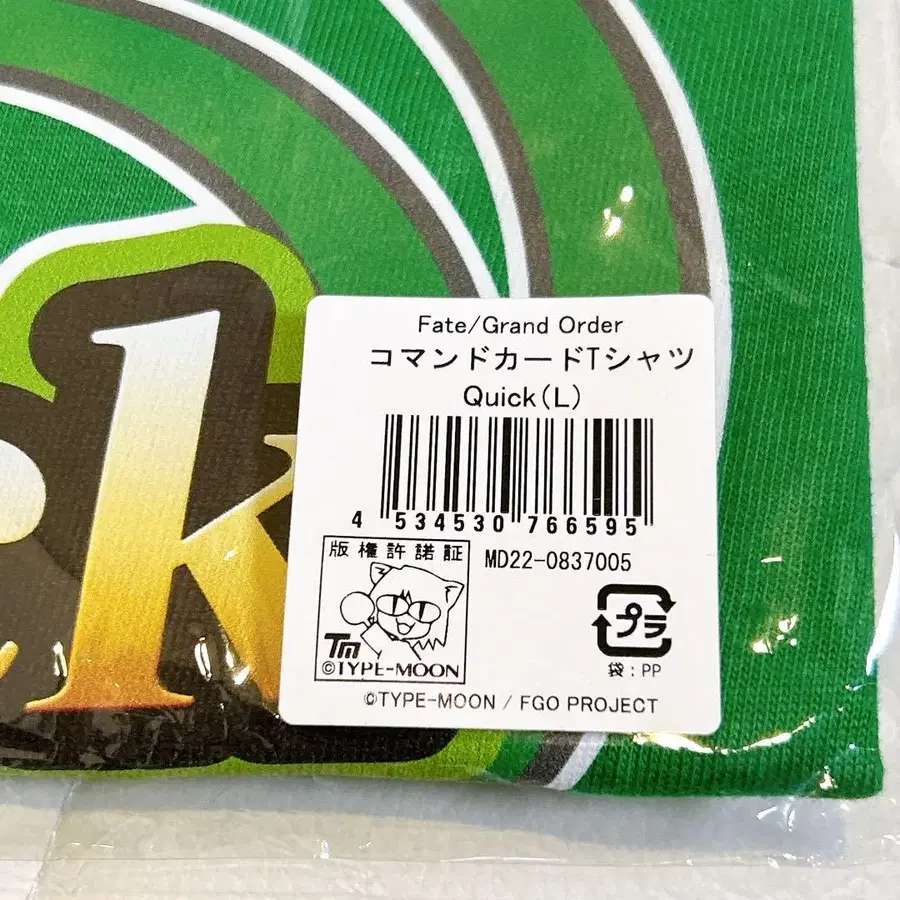 k
Fate/Grand Order
コマンドカードTシャツ
Quick(L)
4 534530 766595
版権許諾証
TM
©TYPE-MOON
MD22-0837005
プラ
袋:PP
©TYPE-MOON / FGO PROJECT